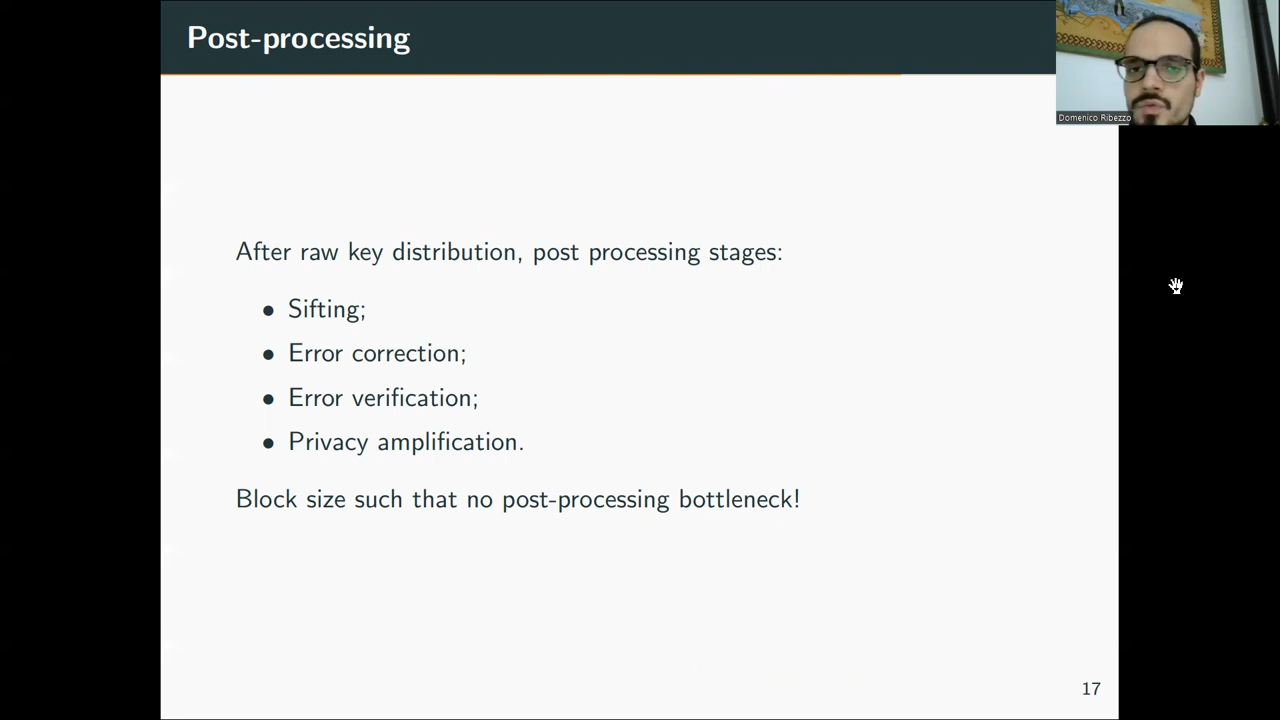 Post-processing
Domenico Ribezzo
After raw key distribution, post processing stages:
• Sifting;
• Error correction;
• Error verification;
• Privacy amplification.
Block size such that no post-processing bottleneck!
17